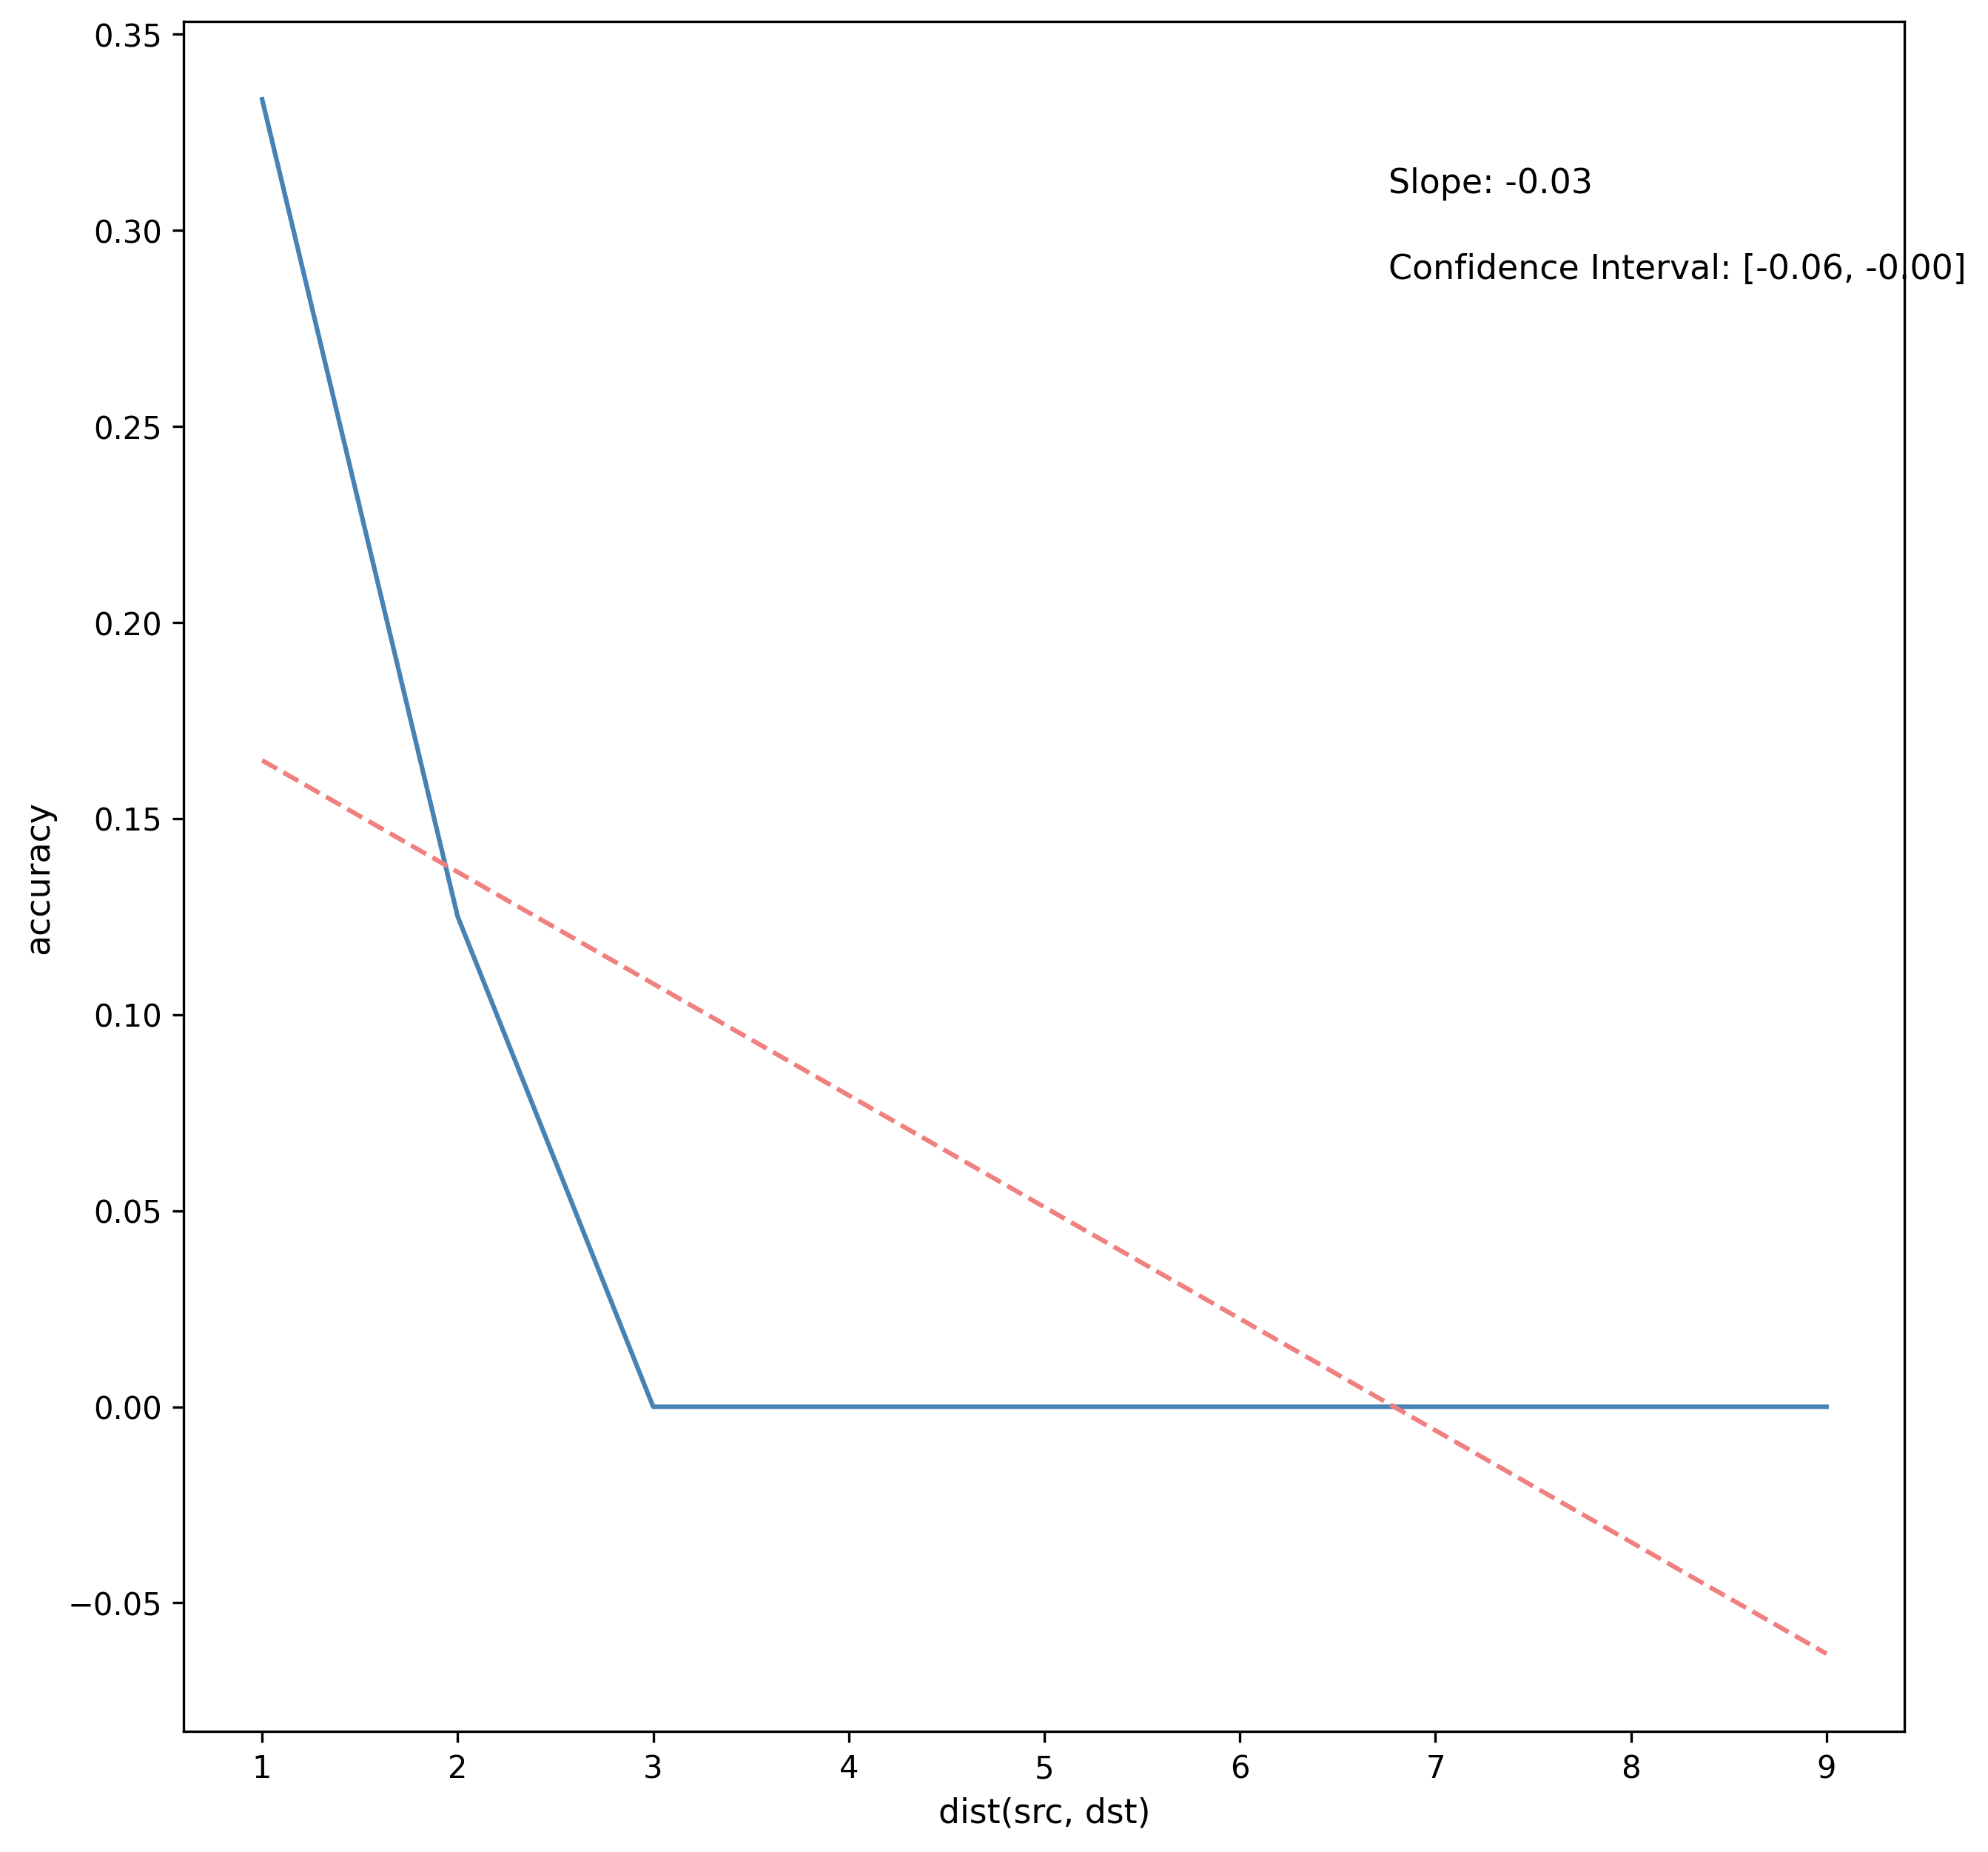 0.35
0.30
0.25
0.20
0.15
0.10
0.05
0.00
−0.05
accuracy
Slope: -0.03
Confidence Interval: [-0.06, -0.00]
1 2 3 4 5 6 7 8 9
dist(src, dst)